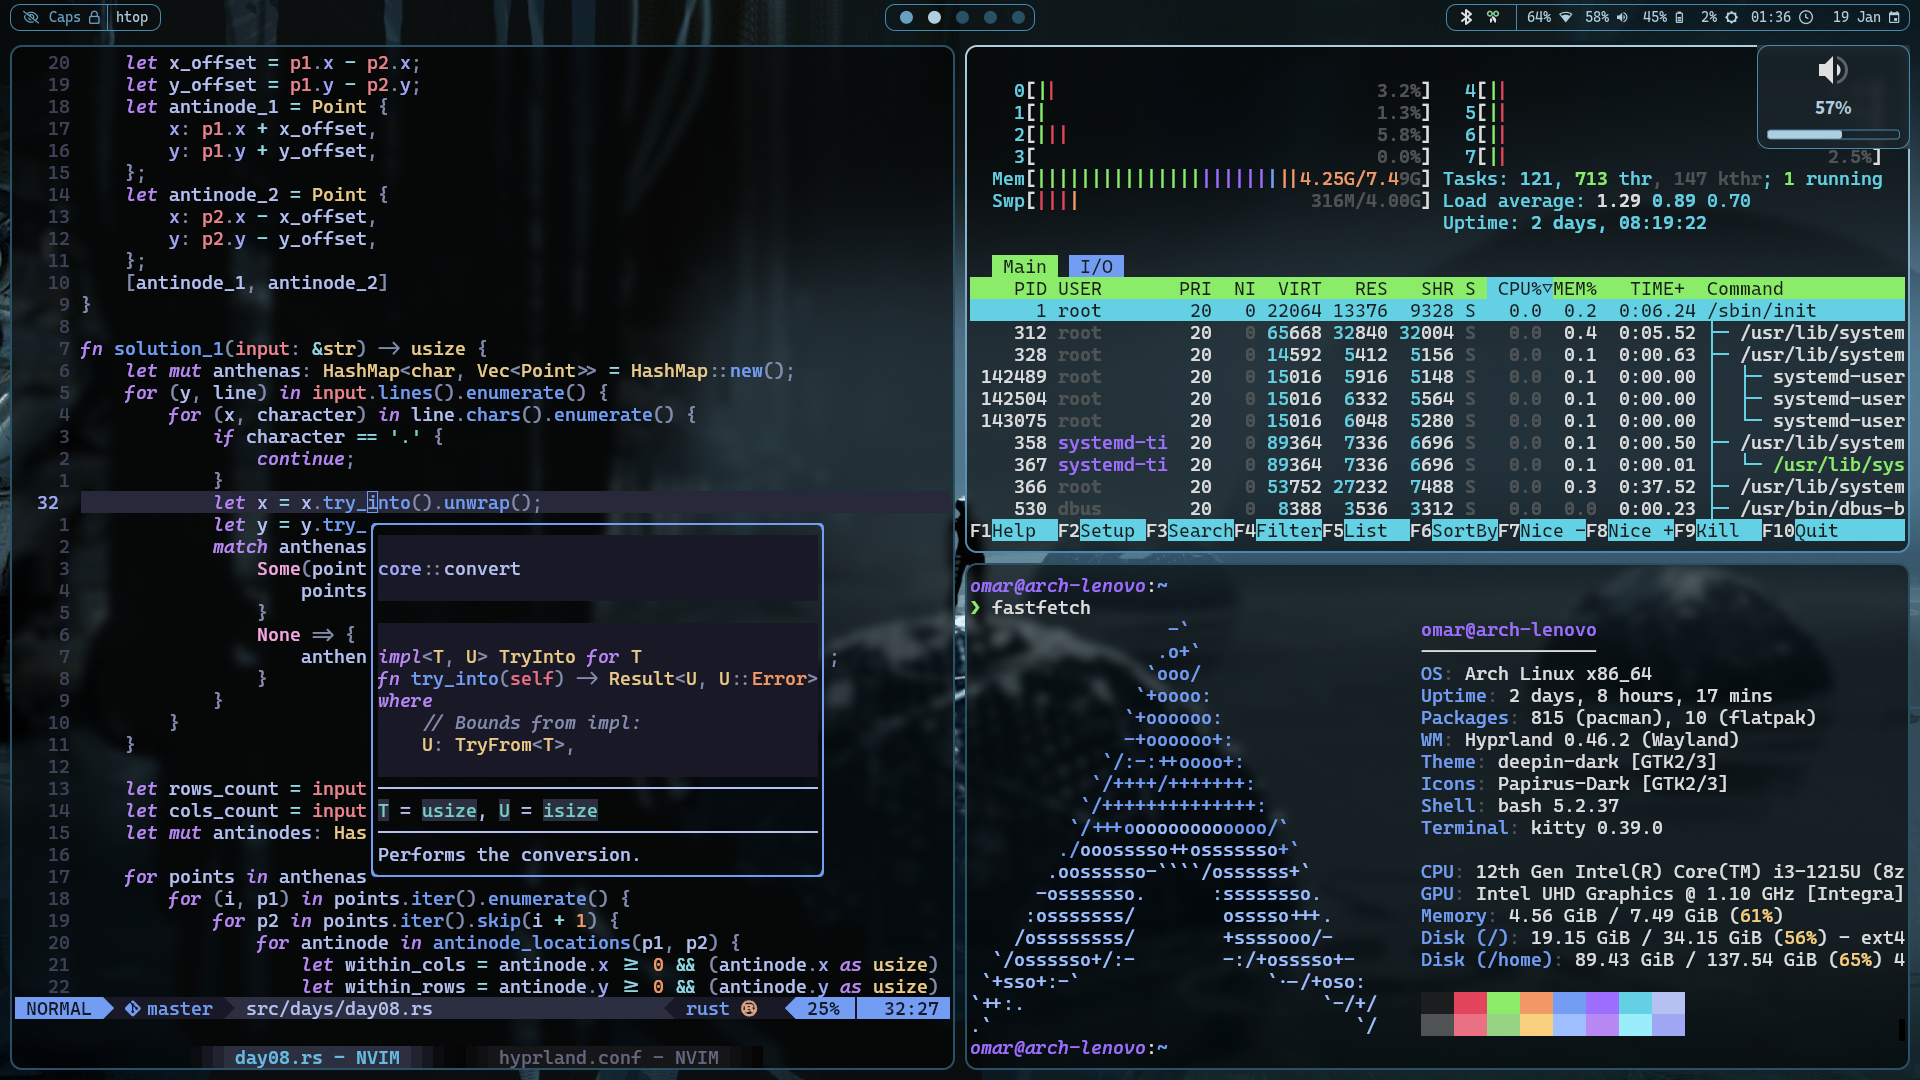 Caps htop
64% 58% 45% 2% 01:36 19 Jan
20 let x_offset = p1.x - p2.x;
19 let y_offset = p1.y - p2.y;
18 let antinode_1 = Point {
17 x: p1.x + x_offset,
16 y: p1.y + y_offset,
15 };
14 let antinode_2 = Point {
13 x: p2.x - x_offset,
12 y: p2.y - y_offset,
11 };
10 [antinode_1, antinode_2]
9 }
8
7 fn solution_1(input: &str) -> usize {
6 let mut anthenas: HashMap<char, Vec<Point>> = HashMap::new();
5 for (y, line) in input.lines().enumerate() {
4 for (x, character) in line.chars().enumerate() {
3 if character == '.' {
2 continue;
1 }
32 let x = x.try_into().unwrap();
1 let y = y.try_
2 match anthenas
3 Some(point
4 points
5 }
6 None => {
7 anthen ;
8 }
9 }
10 }
11 }
12
13 let rows_count = input
14 let cols_count = input
15 let mut antinodes: Has
16
17 for points in anthenas
18 for (i, p1) in points.iter().enumerate() {
19 for p2 in points.iter().skip(i + 1) {
20 for antinode in antinode_locations(p1, p2) {
21 let within_cols = antinode.x >= 0 && (antinode.x as usize)
22 let within_rows = antinode.y >= 0 && (antinode.y as usize)
core::convert
impl<T, U> TryInto for T
fn try_into(self) -> Result<U, U::Error>
where
// Bounds from impl:
U: TryFrom<T>,
T = usize, U = isize
Performs the conversion.
NORMAL master src/days/day08.rs rust 25% 32:27
day08.rs - NVIM hyprland.conf - NVIM
57%
0[|| 3.2%] 4[||
1[| 1.3%] 5[||
2[||| 5.8%] 6[||
3[ 0.0%] 7[|| 2.5%]
Mem[||||||||||||||||||||||||4.25G/7.49G] Tasks: 121, 713 thr, 147 kthr; 1 running
Swp[|||| 316M/4.00G] Load average: 1.29 0.89 0.70
Uptime: 2 days, 08:19:22
Main I/O
PID USER PRI NI VIRT RES SHR S CPU%▽MEM% TIME+ Command
1 root 20 0 22064 13376 9328 S 0.0 0.2 0:06.24 /sbin/init
312 root 20 0 65668 32840 32004 S 0.0 0.4 0:05.52 ├─ /usr/lib/system
328 root 20 0 14592 5412 5156 S 0.0 0.1 0:00.63 ├─ /usr/lib/system
142489 root 20 0 15016 5916 5148 S 0.0 0.1 0:00.00 │ ├─ systemd-user
142504 root 20 0 15016 6332 5564 S 0.0 0.1 0:00.00 │ ├─ systemd-user
143075 root 20 0 15016 6048 5280 S 0.0 0.1 0:00.00 │ └─ systemd-user
358 systemd-ti 20 0 89364 7336 6696 S 0.0 0.1 0:00.50 ├─ /usr/lib/system
367 systemd-ti 20 0 89364 7336 6696 S 0.0 0.1 0:00.01 │ └─ /usr/lib/sys
366 root 20 0 53752 27232 7488 S 0.0 0.3 0:37.52 ├─ /usr/lib/system
530 dbus 20 0 8388 3536 3312 S 0.0 0.0 0:00.23 ├─ /usr/bin/dbus-b
F1Help F2Setup F3SearchF4FilterF5List F6SortByF7Nice -F8Nice +F9Kill F10Quit
omar@arch-lenovo:~
❯ fastfetch
-`
.o+`
`ooo/
`+oooo:
`+oooooo:
-+oooooo+:
`/:-:++oooo+:
`/++++/+++++++:
`/++++++++++++++:
`/+++ooooooooooooo/`
./ooosssso++osssssso+`
.oossssso-````/ossssss+`
-osssssso. :ssssssso.
:osssssss/ osssso+++.
/ossssssss/ +ssssooo/-
`/ossssso+/:- -:/+osssso+-
`+sso+:-` `.-/+oso:
`++:. `-/+/
.` `/
omar@arch-lenovo
OS: Arch Linux x86_64
Uptime: 2 days, 8 hours, 17 mins
Packages: 815 (pacman), 10 (flatpak)
WM: Hyprland 0.46.2 (Wayland)
Theme: deepin-dark [GTK2/3]
Icons: Papirus-Dark [GTK2/3]
Shell: bash 5.2.37
Terminal: kitty 0.39.0
CPU: 12th Gen Intel(R) Core(TM) i3-1215U (8z
GPU: Intel UHD Graphics @ 1.10 GHz [Integra]
Memory: 4.56 GiB / 7.49 GiB (61%)
Disk (/): 19.15 GiB / 34.15 GiB (56%) - ext4
Disk (/home): 89.43 GiB / 137.54 GiB (65%) 4
omar@arch-lenovo:~